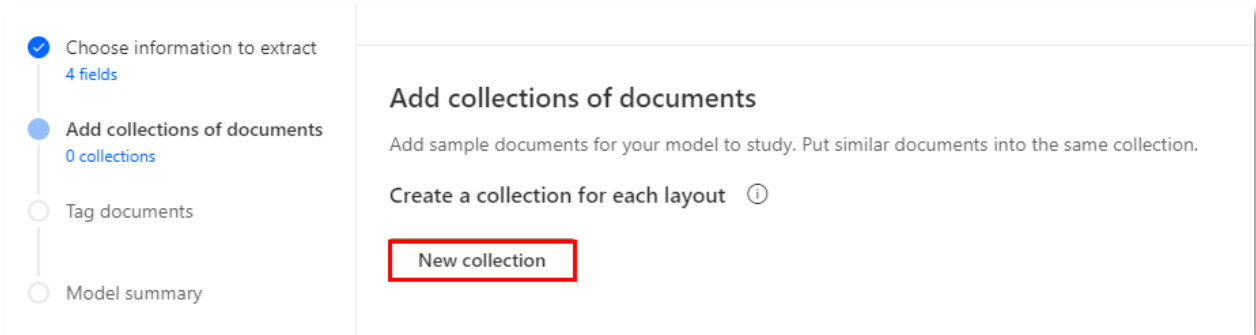 Choose information to extract
4 fields
Add collections of documents
0 collections
Tag documents
Model summary
Add collections of documents
Add sample documents for your model to study. Put similar documents into the same collection.
Create a collection for each layout
New collection